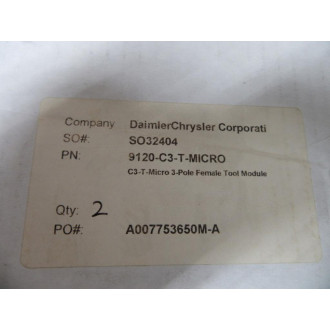 Company DaimlerChrysler Corporati
SO#: SO32404
PN: 9120-C3-T-MICRO
C3-T-Micro 3-Pole Female Tool Module
Qty: 2
PO#: A007753650M-A